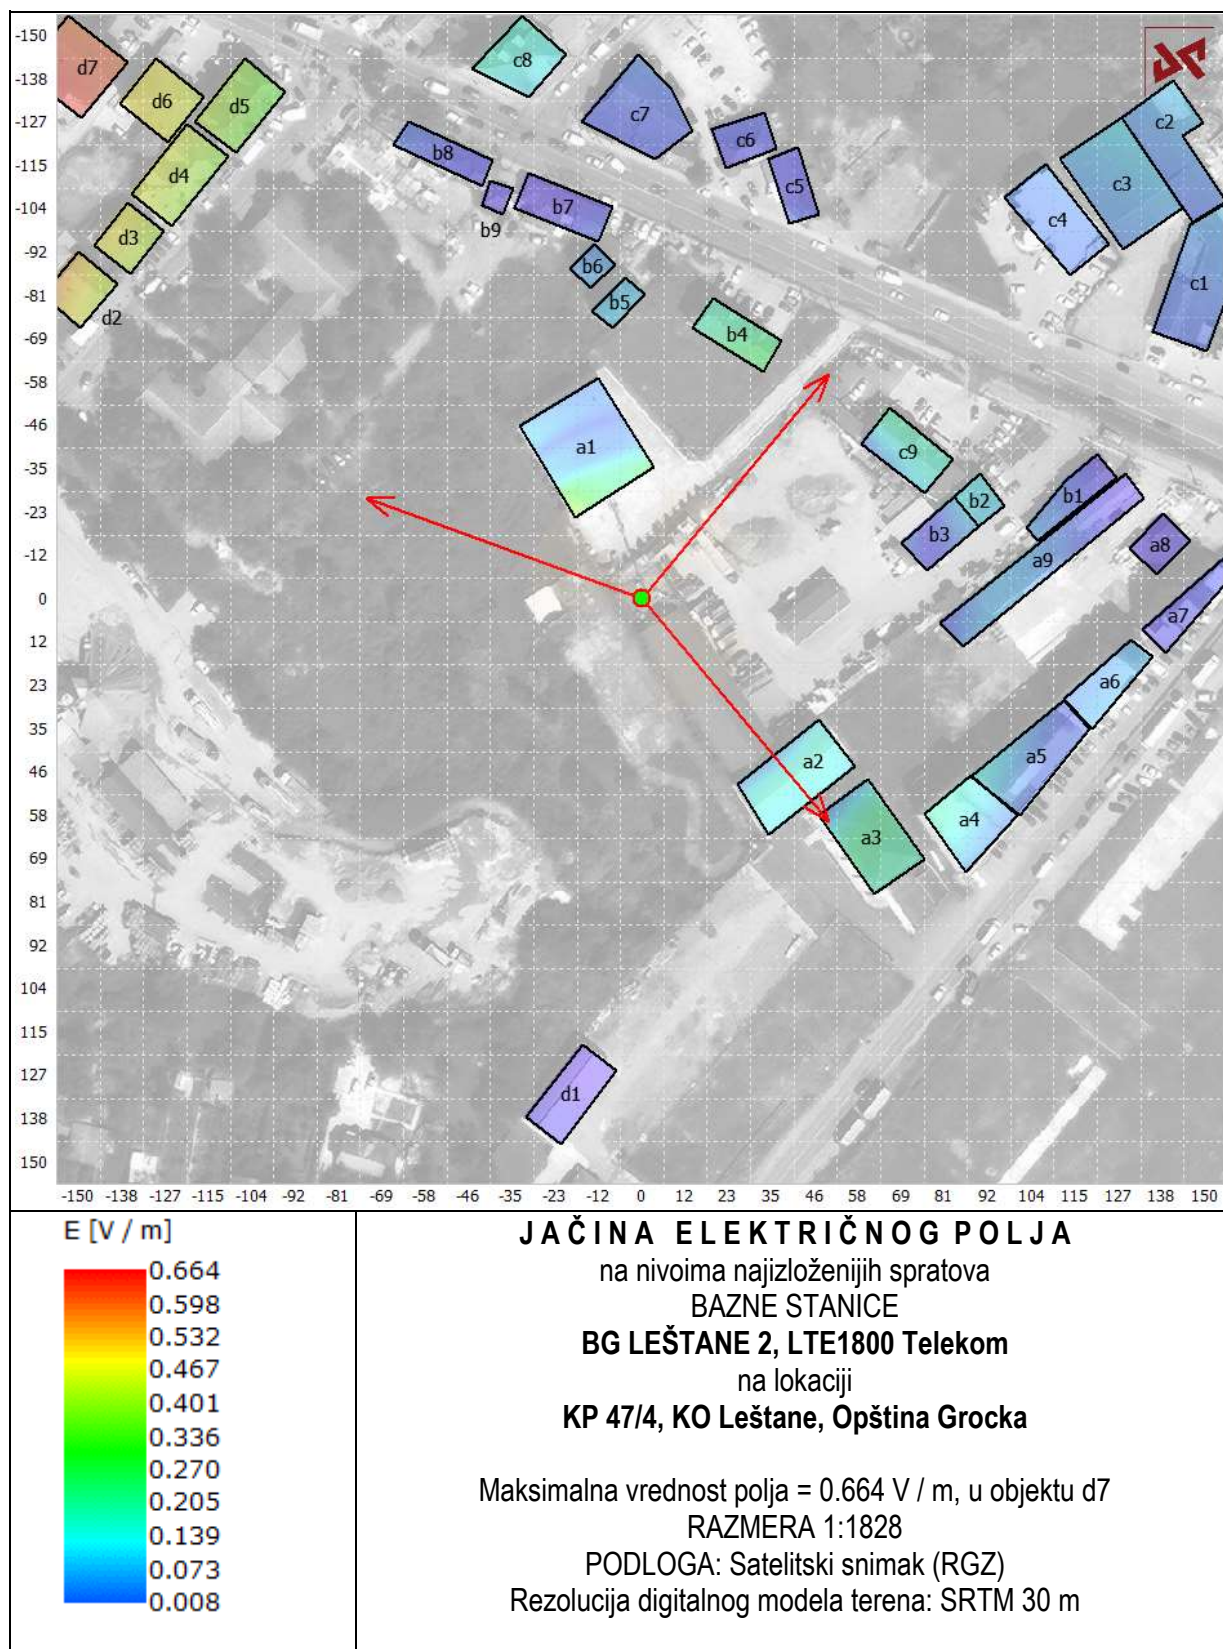 -150
-138
-127
-115
-104
-92
-81
-69
-58
-46
-35
-23
-12
0
12
23
35
46
58
69
81
92
104
115
127
138
150
d7
d6
d5
d4
d3
d2
c8
c7
c6
c5
c4
c3
c2
c1
b8
b9
b7
b6
b5
b4
a1
c9
b2
b3
b1
a9
a8
a7
a6
a5
a4
a2
a3
d1
-150 -138 -127 -115 -104 -92 -81 -69 -58 -46 -35 -23 -12 0 12 23 35 46 58 69 81 92 104 115 127 138 150
E [V / m]
0.664
0.598
0.532
0.467
0.401
0.336
0.270
0.205
0.139
0.073
0.008
JAČINA ELEKTRIČNOG POLJA
na nivoima najizloženijih spratova
BAZNE STANICE
BG LEŠTANE 2, LTE1800 Telekom
na lokaciji
KP 47/4, KO Leštane, Opština Grocka
Maksimalna vrednost polja = 0.664 V / m, u objektu d7
RAZMERA 1:1828
PODLOGA: Satelitski snimak (RGZ)
Rezolucija digitalnog modela terena: SRTM 30 m